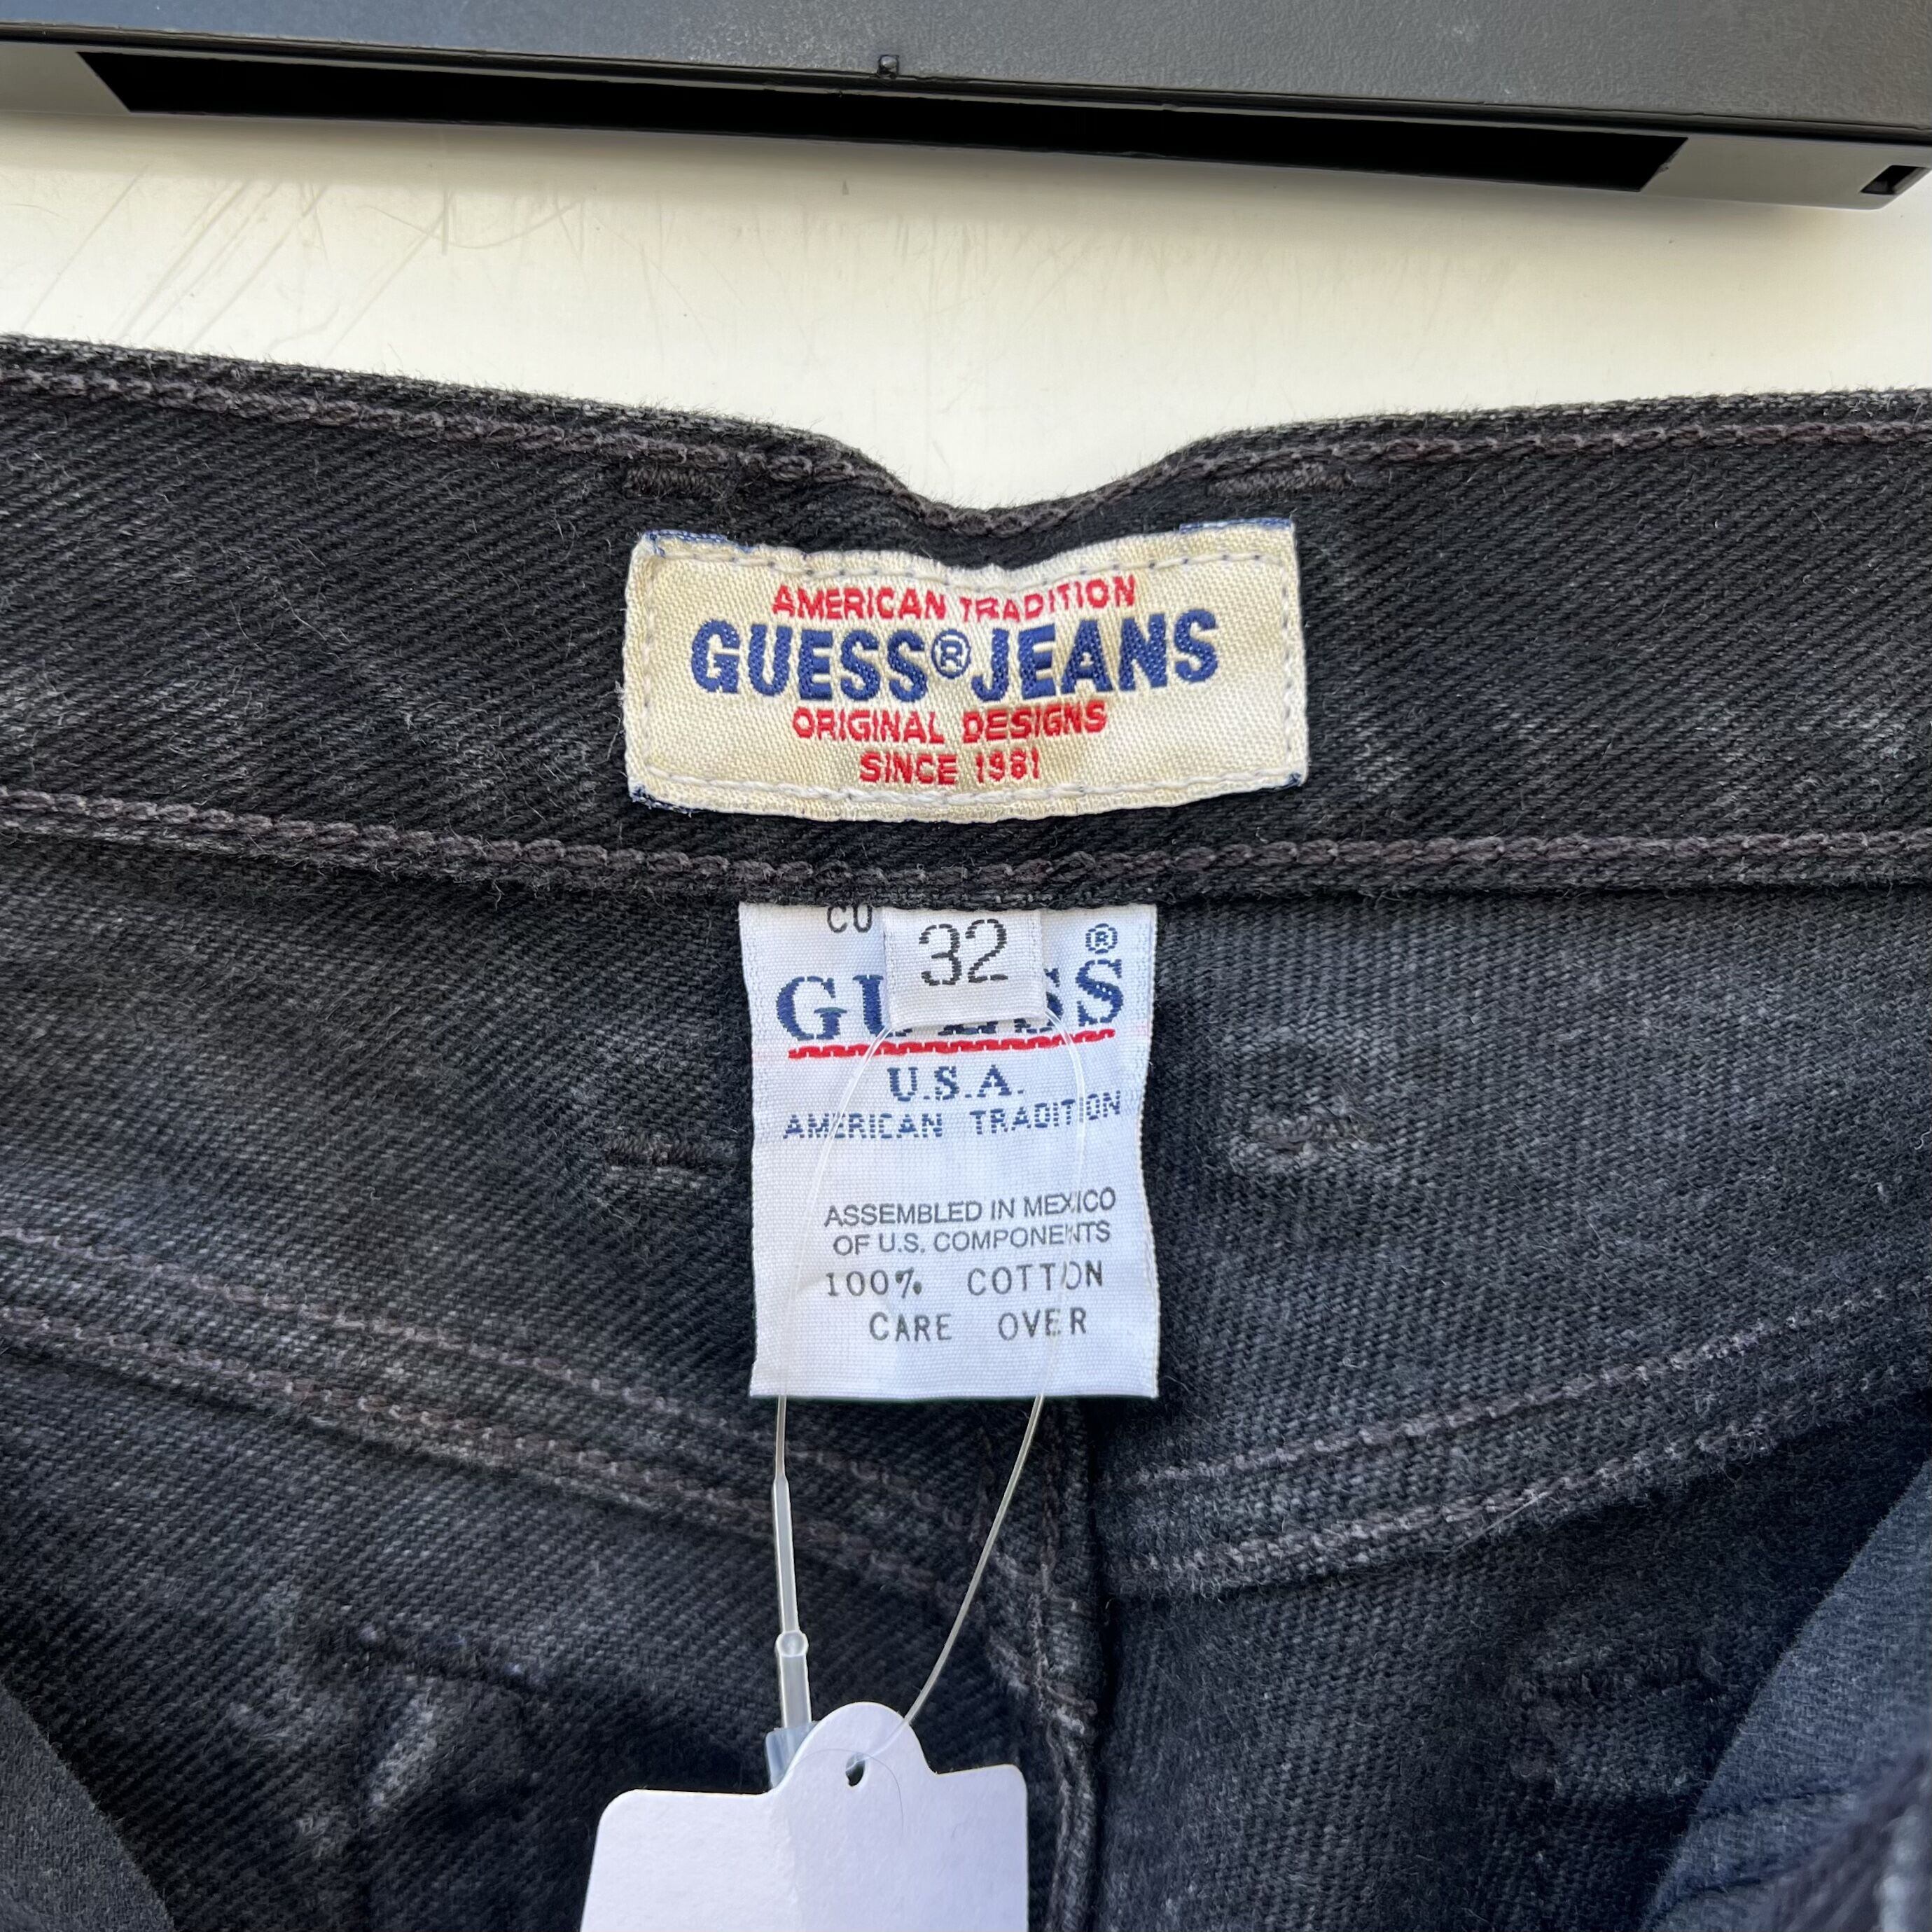 AMERICAN TRADITION
GUESS® JEANS
ORIGINAL DESIGNS
SINCE 1981
32
®
U.S.A.
AMERICAN TRADITION
ASSEMBLED IN MEXICO
OF U.S. COMPONENTS
100% COTTON
CARE OVER